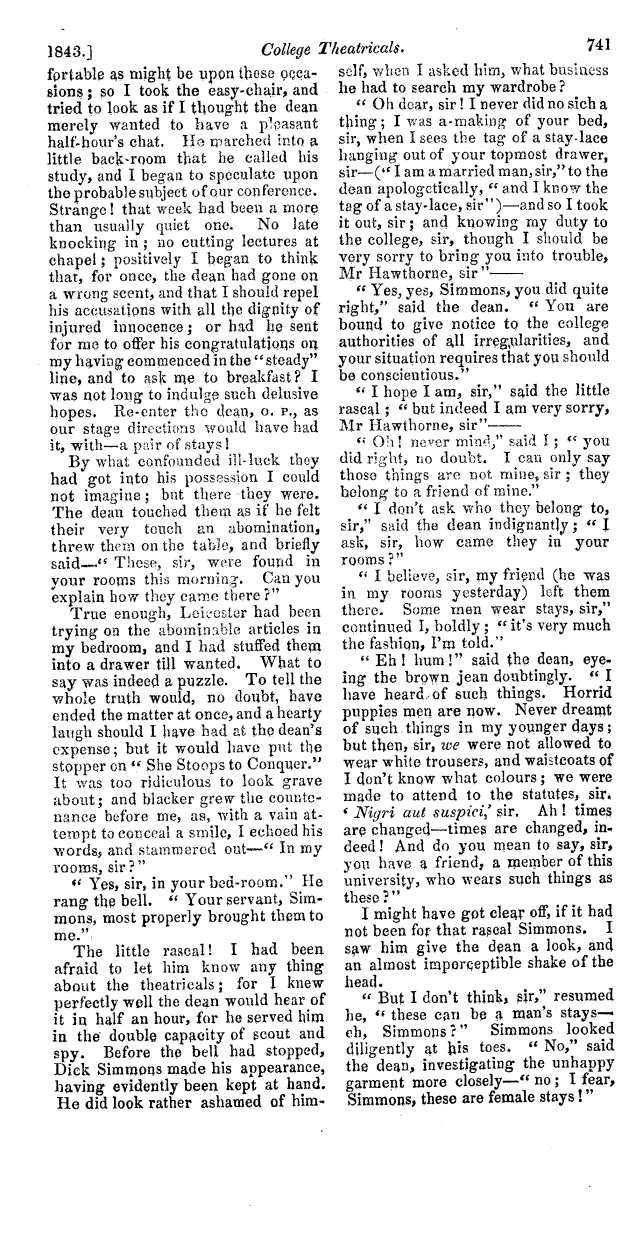 1843.] College Theatricals. 741
fortable as might be upon these occa-
sions; so I took the easy-chair, and
tried to look as if I thought the dean
merely wanted to have a pleasant
half-hour's chat. He marched into a
little back-room that he called his
study, and I began to speculate upon
the probable subject of our conference.
Strange! that week had been a more
than usually quiet one. No late
knocking in; no cutting lectures at
chapel; positively I began to think
that, for once, the dean had gone on
a wrong scent, and that I should repel
his accusations with all the dignity of
injured innocence; or had he sent
for me to offer his congratulations on
my having commenced in the "steady"
line, and to ask me to breakfast? I
was not long to indulge such delusive
hopes. Re-enter the dean, O. P., as
our stage directions would have had
it, with—a pair of stays!
By what confounded ill-luck they
had got into his possession I could
not imagine; but there they were.
The dean touched them as if he felt
their very touch an abomination,
threw them on the table, and briefly
said—"These, sir, were found in
your rooms this morning. Can you
explain how they came there?"
True enough, Leicester had been
trying on the abominable articles in
my bedroom, and I had stuffed them
into a drawer till wanted. What to
say was indeed a puzzle. To tell the
whole truth would, no doubt, have
ended the matter at once, and a hearty
laugh should I have had at the dean's
expense; but it would have put the
stopper on "She Stoops to Conquer."
It was too ridiculous to look grave
about; and blacker grew the counte-
nance before me, as, with a vain at-
tempt to conceal a smile, I echoed his
words, and stammered out—"In my
rooms, sir?"
"Yes, sir, in your bed-room." He
rang the bell. "Your servant, Sim-
mons, most properly brought them to
me."
The little rascal! I had been
afraid to let him know any thing
about the theatricals; for I knew
perfectly well the dean would hear of
it in half an hour, for he served him
in the double capacity of scout and
spy. Before the bell had stopped,
Dick Simmons made his appearance,
having evidently been kept at hand.
He did look rather ashamed of him-
self, when I asked him, what business
he had to search my wardrobe?
"Oh dear, sir! I never did no sich a
thing; I was a-making of your bed,
sir, when I sees the tag of a stay-lace
hanging out of your topmost drawer,
sir—("I am a married man, sir," to the
dean apologetically, "and I know the
tag of a stay-lace, sir")—and so I took
it out, sir; and knowing my duty to
the college, sir, though I should be
very sorry to bring you into trouble,
Mr Hawthorne, sir"——
"Yes, yes, Simmons, you did quite
right," said the dean. "You are
bound to give notice to the college
authorities of all irregularities, and
your situation requires that you should
be conscientious."
"I hope I am, sir," said the little
rascal; "but indeed I am very sorry,
Mr Hawthorne, sir"——
"Oh! never mind," said I; "you
did right, no doubt. I can only say
those things are not mine, sir; they
belong to a friend of mine."
"I don't ask who they belong to,
sir," said the dean indignantly; "I
ask, sir, how came they in your
rooms?"
"I believe, sir, my friend (he was
in my rooms yesterday) left them
there. Some men wear stays, sir,"
continued I, boldly; "it's very much
the fashion, I'm told."
"Eh! hum!" said the dean, eye-
ing the brown jean doubtingly. "I
have heard of such things. Horrid
puppies men are now. Never dreamt
of such things in my younger days;
but then, sir, we were not allowed to
wear white trousers, and waistcoats of
I don't know what colours; we were
made to attend to the statutes, sir.
'Nigri aut suspici,' sir. Ah! times
are changed—times are changed, in-
deed! And do you mean to say, sir,
you have a friend, a member of this
university, who wears such things as
these?"
I might have got clear off, if it had
not been for that rascal Simmons. I
saw him give the dean a look, and
an almost imperceptible shake of the
head.
"But I don't think, sir," resumed
he, "these can be a man's stays—
eh, Simmons?" Simmons looked
diligently at his toes. "No," said
the dean, investigating the unhappy
garment more closely—"no; I fear,
Simmons, these are female stays!"